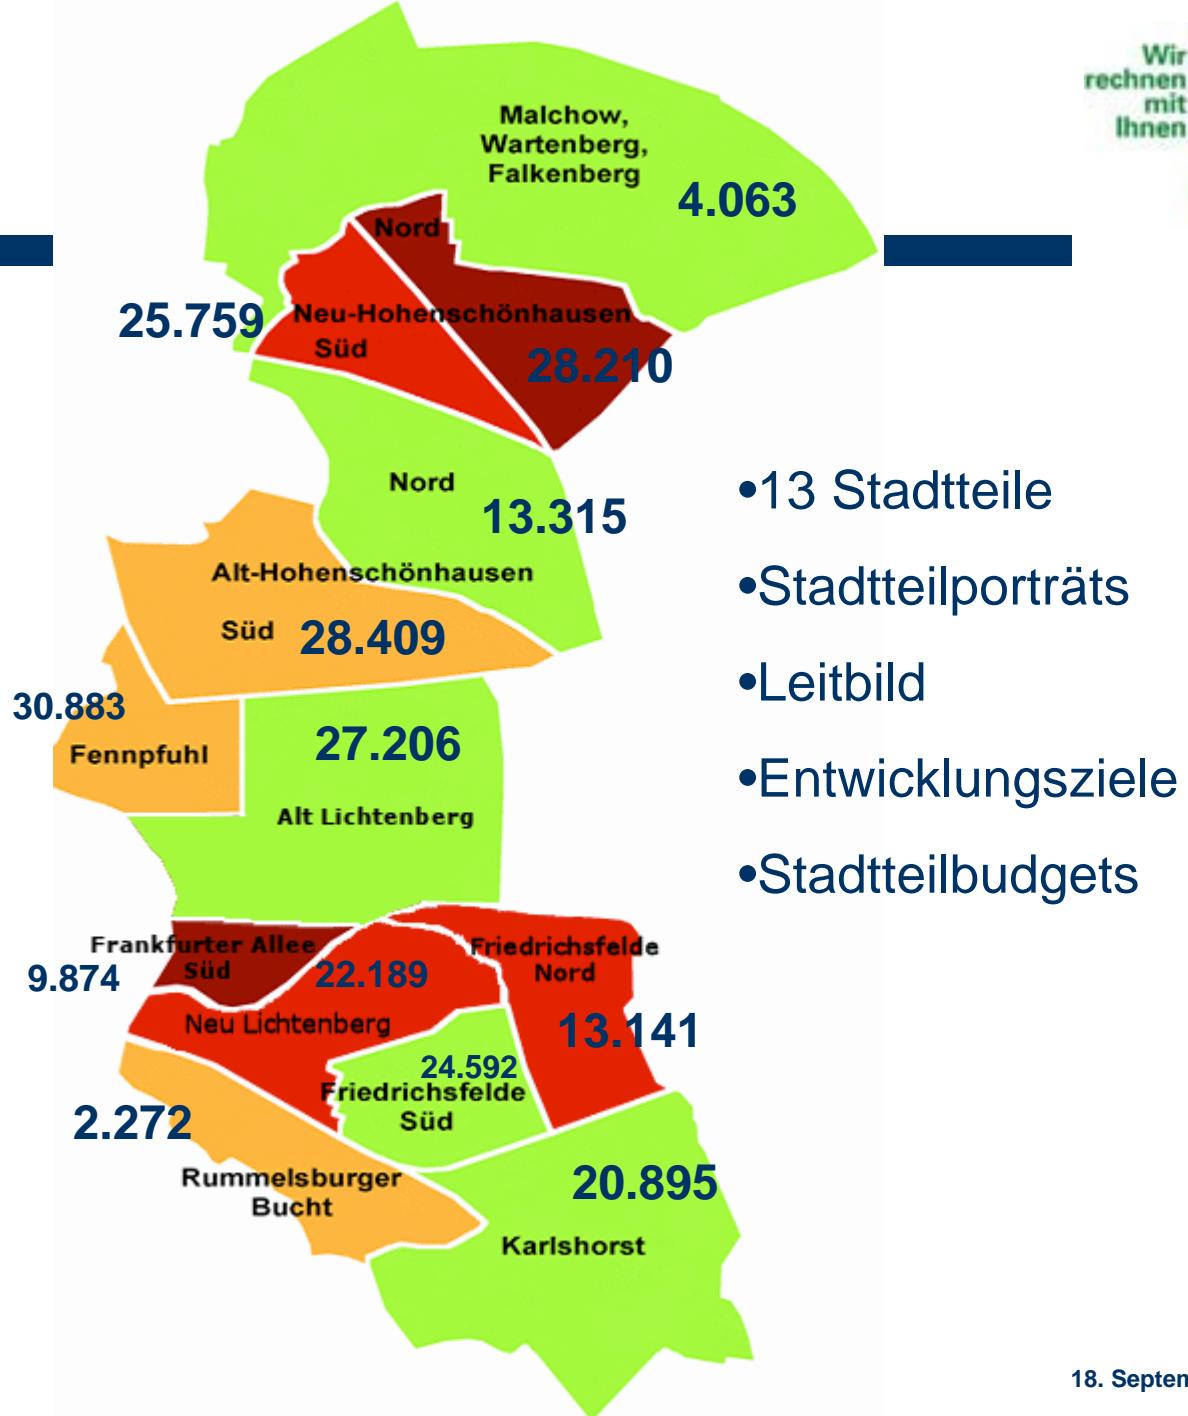 Wir
rechnen
mit
Ihnen
Malchow,
Wartenberg,
Falkenberg
4.063
Nord
25.759
Neu-Hohenschönhausen
Süd
28.210
Nord
13.315
Alt-Hohenschönhausen
Süd
28.409
30.883
Fennpfuhl
27.206
Alt Lichtenberg
Frankfurter Allee
Süd
9.874
22.189
Neu Lichtenberg
Friedrichsfelde
Nord
13.141
24.592
Friedrichsfelde
Süd
2.272
Rummelsburger
Bucht
20.895
Karlshorst
•13 Stadtteile
•Stadtteilporträts
•Leitbild
•Entwicklungsziele
•Stadtteilbudgets
18. Septem